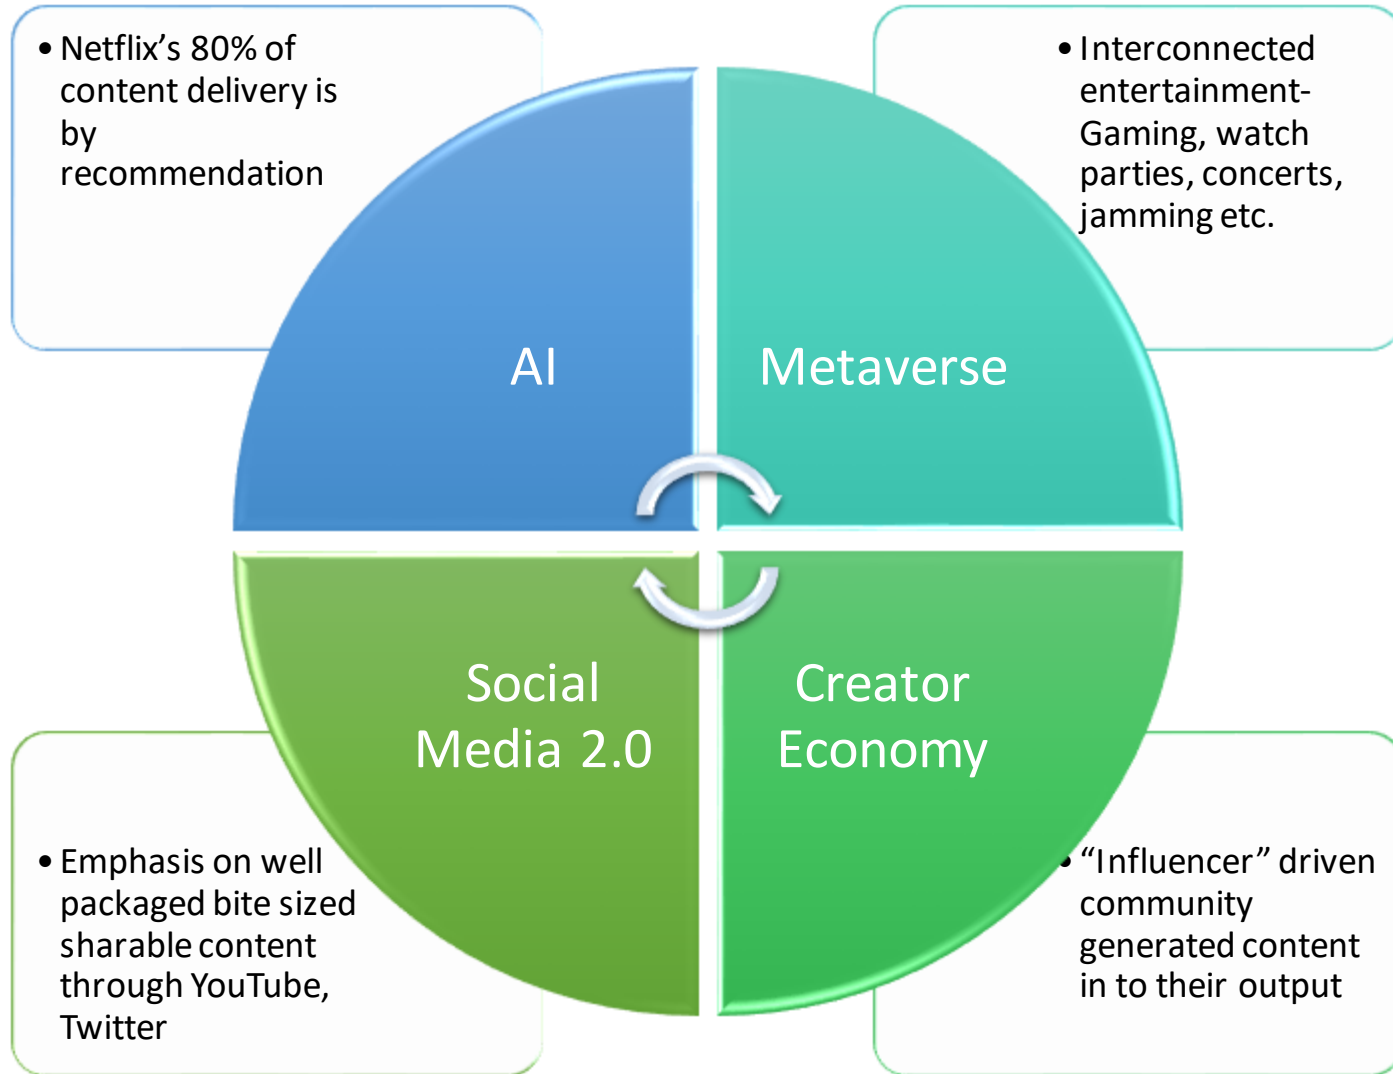 • Netflix’s 80% of
content delivery is
by
recommendation
• Interconnected
entertainment-
Gaming, watch
parties, concerts,
jamming etc.
AI
Metaverse
Social
Media 2.0
Creator
Economy
• Emphasis on well
packaged bite sized
sharable content
through YouTube,
Twitter
• “Influencer” driven
community
generated content
in to their output